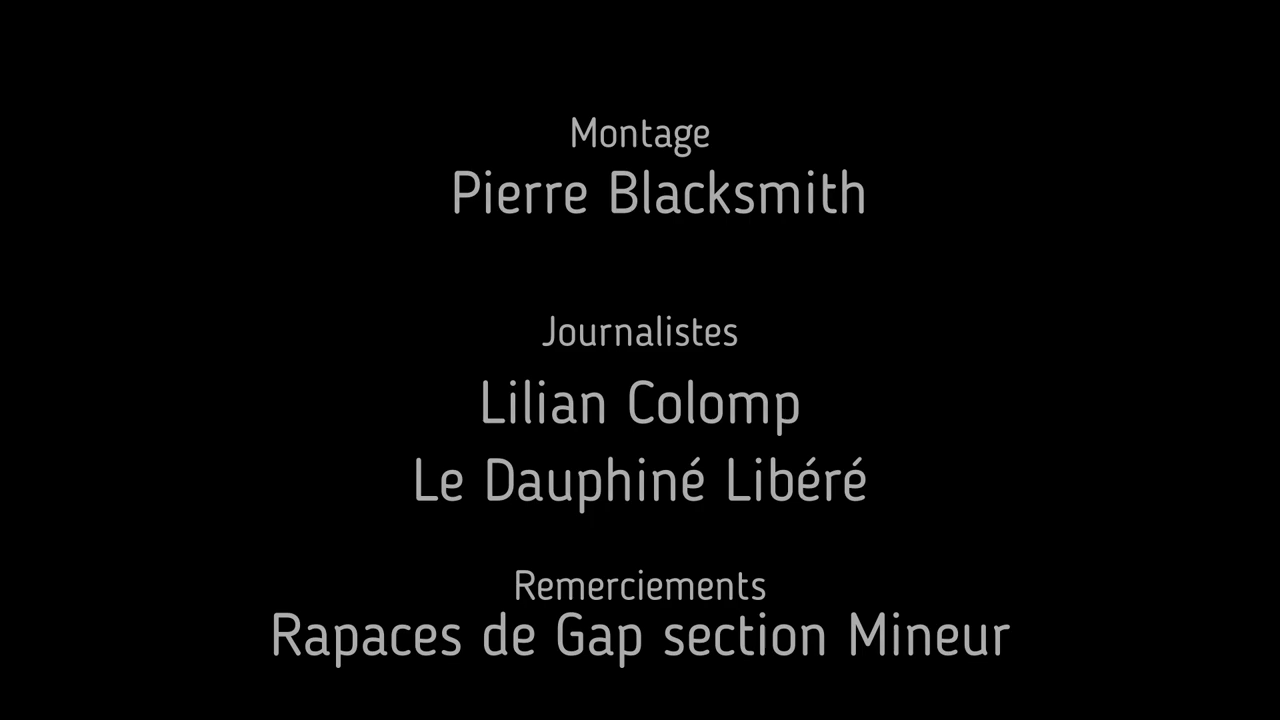 Montage
Pierre Blacksmith
Journalistes
Lilian Colomp
Le Dauphiné Libéré
Remerciements
Rapaces de Gap section Mineur